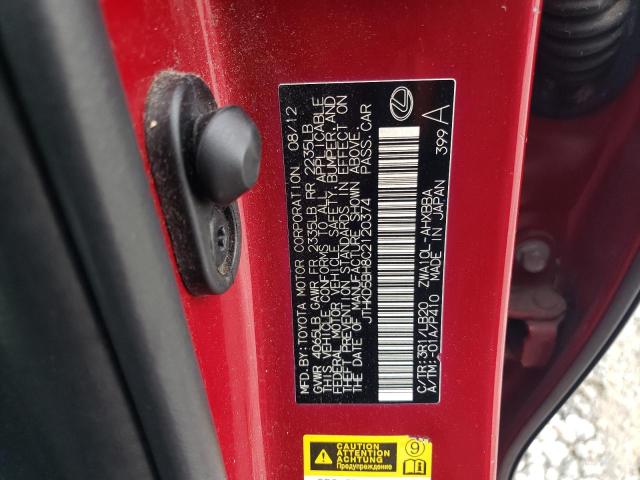 MFD.BY:TOYOTA MOTOR CORPORATION 08/12
GVWR 4065LB GAWR FR 2335LB RR 2235LB
THIS VEHICLE CONFORMS TO ALL APPLICABLE
FEDERAL MOTOR VEHICLE SAFETY, BUMPER, AND
THEFT PREVENTION STANDARDS IN EFFECT ON
THE DATE OF MANUFACTURE SHOWN ABOVE.
JTHKD5BH8C2120374 PASS.CAR
C/TR:3R1/LB20 ZWA10L-AHXBBA
A/TM:-01A/P410 MADE IN JAPAN 399 A
CAUTION
ATTENTION
ACHTUNG
Предупреждение
9